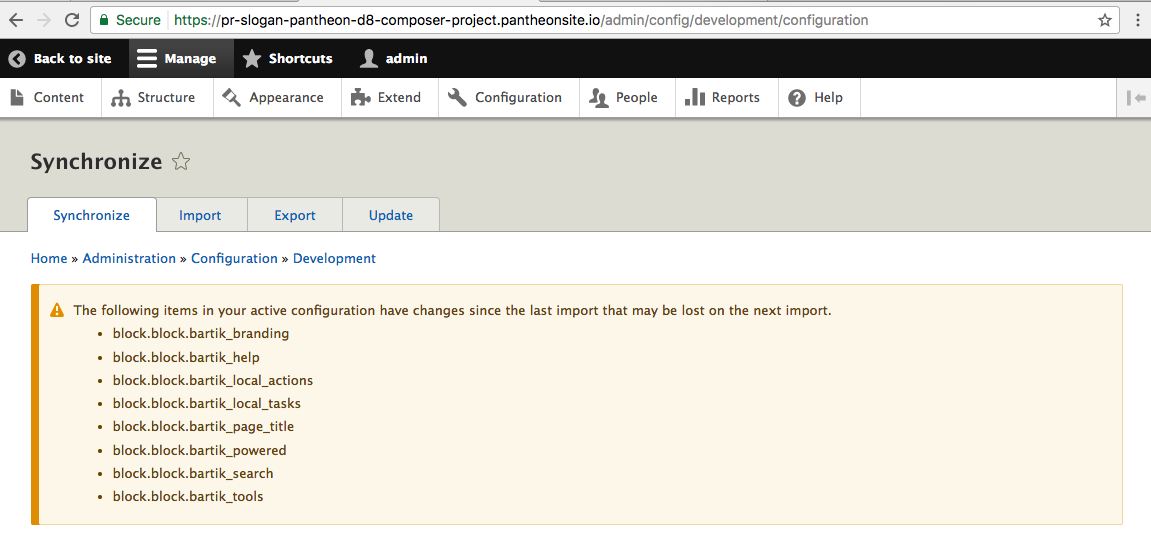 Secure https://pr-slogan-pantheon-d8-composer-project.pantheonsite.io/admin/config/development/configuration
Back to site Manage Shortcuts admin
Content Structure Appearance Extend Configuration People Reports Help
Synchronize
Synchronize Import Export Update
Home » Administration » Configuration » Development
The following items in your active configuration have changes since the last import that may be lost on the next import.
• block.block.bartik_branding
• block.block.bartik_help
• block.block.bartik_local_actions
• block.block.bartik_local_tasks
• block.block.bartik_page_title
• block.block.bartik_powered
• block.block.bartik_search
• block.block.bartik_tools